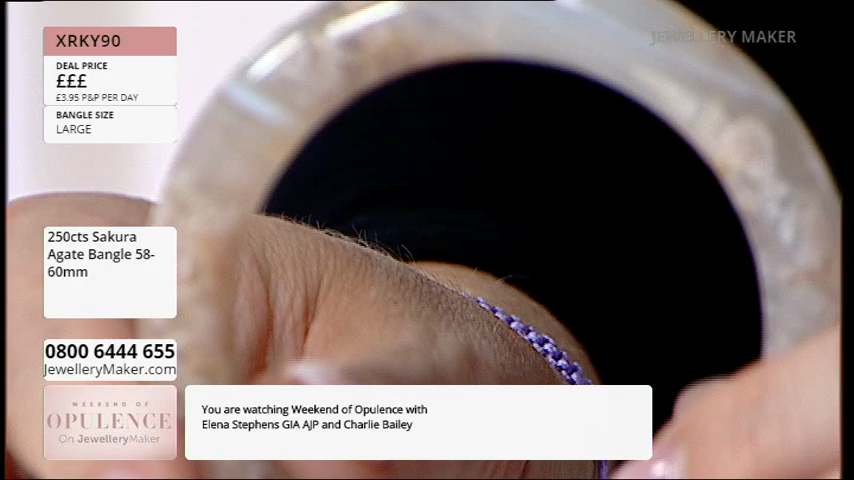 XRKY90
JEWELLERY MAKER
DEAL PRICE
£££
£3.95 P&P PER DAY
BANGLE SIZE
LARGE
250cts Sakura
Agate Bangle 58-
60mm
0800 6444 655
JewelleryMaker.com
WEEKEND OF
OPULENCE
On JewelleryMaker
You are watching Weekend of Opulence with
Elena Stephens GIA AJP and Charlie Bailey